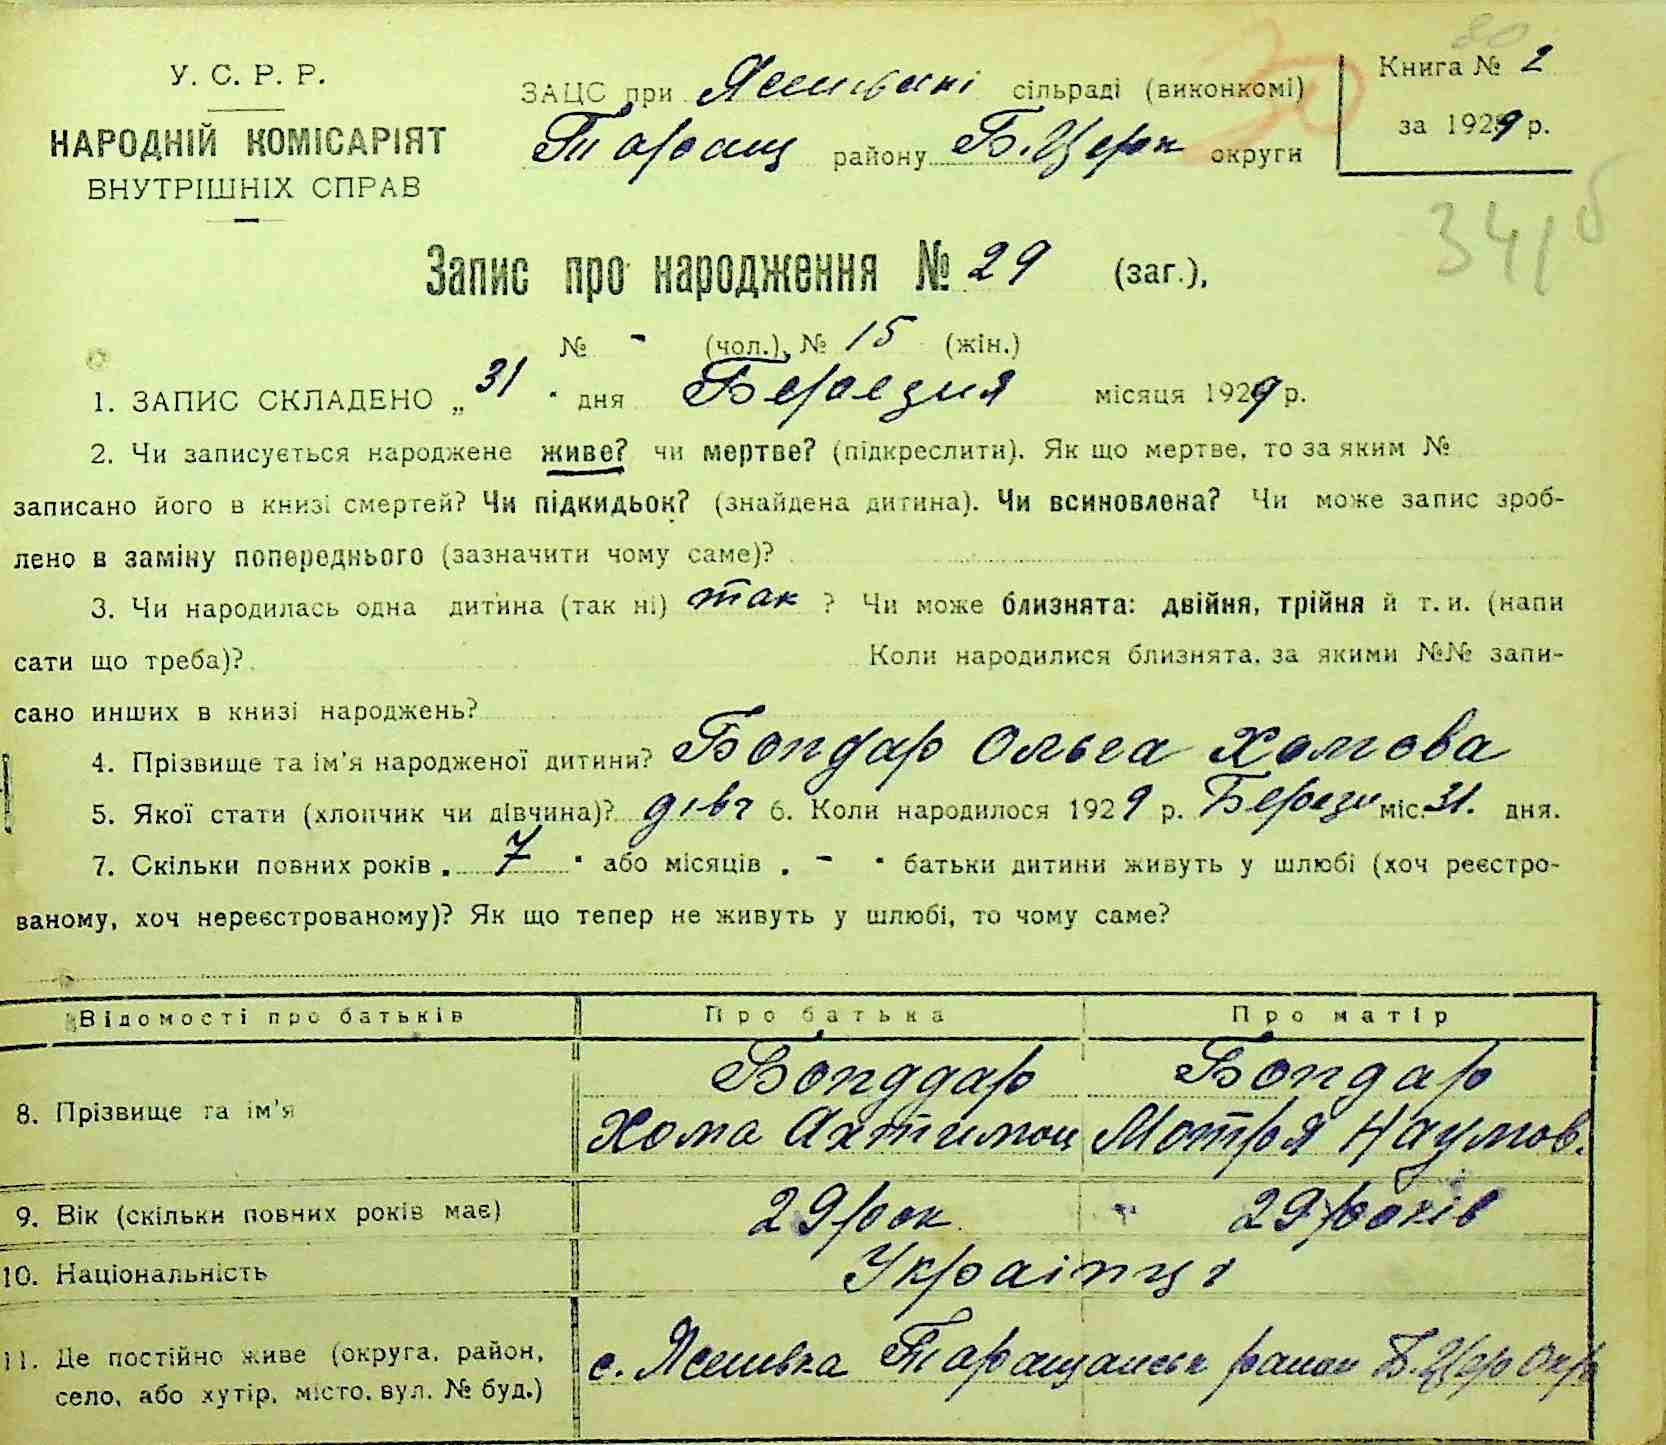 У. С. Р. Р.
НАРОДНІЙ КОМІСАРІЯТ
ВНУТРІШНІХ СПРАВ
ЗАЦС при сільраді (виконкомі)
Таращ району Б.Церк округи
Книга № 2
за 1929 р.
30
341б
Запис про народження № 29 (заг.),
№ - (чол.), № 15 (жін.)
1. ЗАПИС СКЛАДЕНО „ 31 " дня Березня місяця 1929 р.
2. Чи записується народжене живе? чи мертве? (підкреслити). Як що мертве, то за яким №
записано його в книзі смертей? Чи підкидьок? (знайдена дитина). Чи всиновлена? Чи може запис зроб-
лено в заміну попереднього (зазначити чому саме)?
3. Чи народилась одна дитина (так ні) так ? Чи може близнята: двійня, трійня й т. и. (напи
сати що треба)? Коли народилися близнята, за якими №№ запи-
сано инших в книзі народжень?
4. Прізвище та ім'я народженої дитини? Бондар Ольга Хомова
5. Якої стати (хлопчик чи дівчина)? дівч 6. Коли народилося 1929 р. Берези міс. 31. дня.
7. Скільки повних років „ 7 " або місяців „ - " батьки дитини живуть у шлюбі (хоч реєстро-
ваному, хоч нереєстрованому)? Як що тепер не живуть у шлюбі, то чому саме?
Відомості про батьків Про батька Про матір
8. Прізвище та ім'я
Бонддар Бондар
Хома Мотря Наумов.
9. Вік (скільки повних років має) 29 рок 29 років
10. Національність Українці
11. Де постійно живе (округа, район,
село, або хутір, місто, вул. № буд.)
с. Таращанськ район Б.Цер Окр